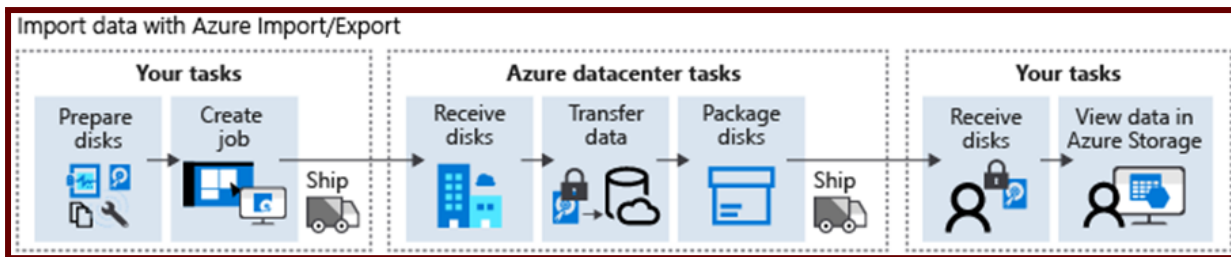 Import data with Azure Import/Export
Your tasks
Prepare
disks
Create
job
Ship
Azure datacenter tasks
Receive
disks
Transfer
data
Package
disks
Ship
Your tasks
Receive
disks
View data in
Azure Storage